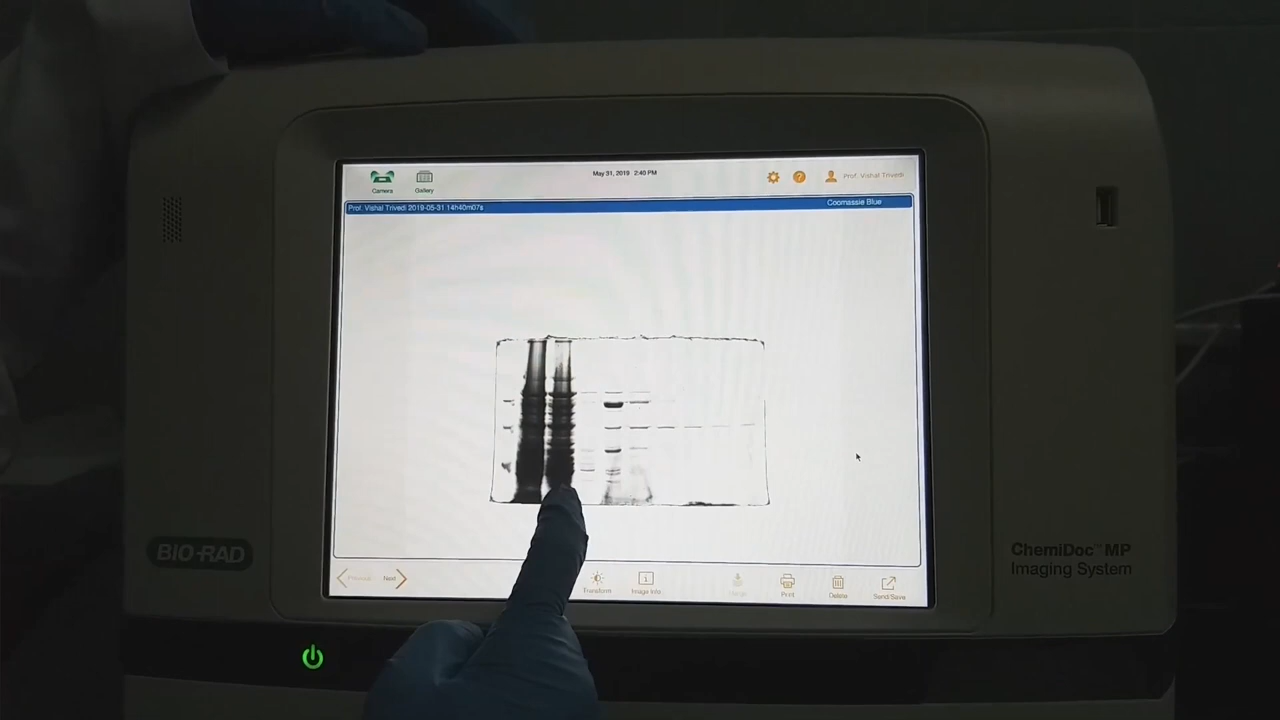 May 31, 2019 2:40 PM
Camera
Gallery
Prof. Vishal Trivedi
Prof. Vishal Trivedi 2019-05-31 14h40m07s
Coomassie Blue
BIO-RAD
ChemiDoc™ MP
Imaging System
Previous
Next
Transform
Image Info
Print
Delete
Send/Save